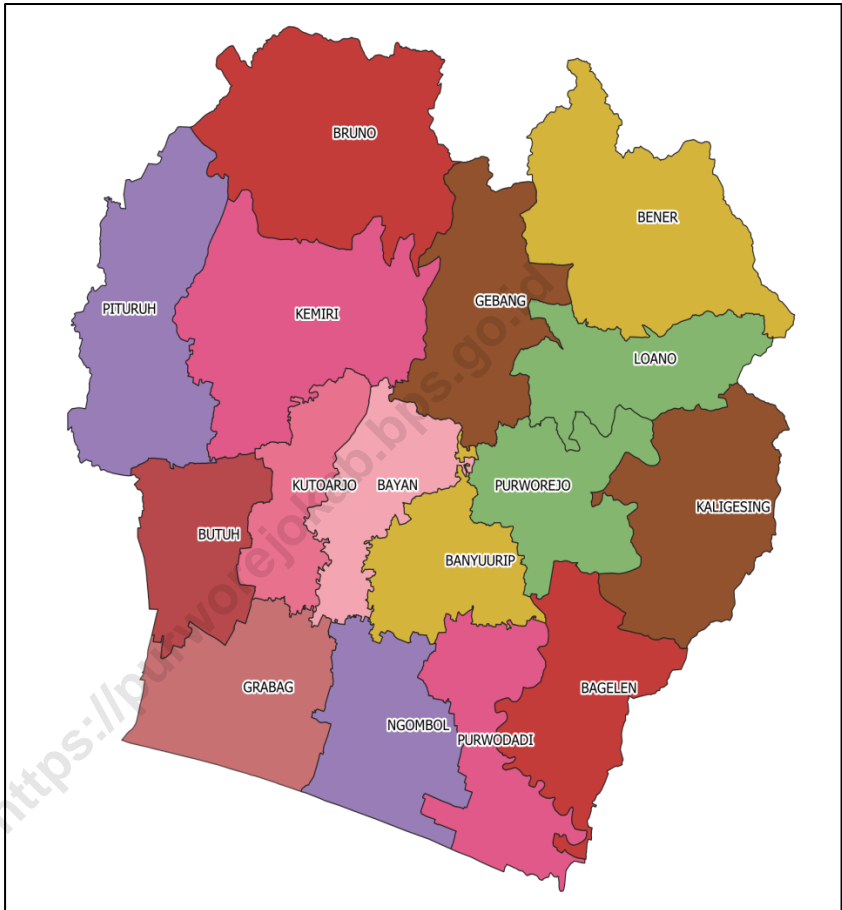 BRUNO
BENER
GEBANG
PITURUH
KEMIRI
LOANO
KUTOARJO
BAYAN
PURWOREJO
KALIGESING
BUTUH
BANYUURIP
GRABAG
BAGELEN
NGOMBOL
PURWODADI
https://purworejokab.bps.go.id